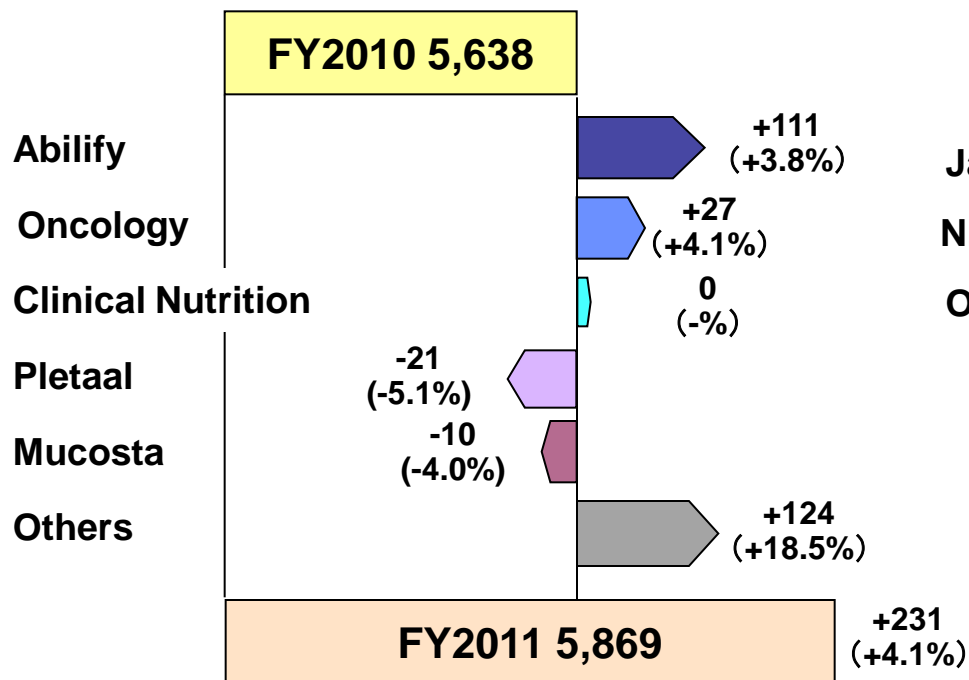 FY2010 5,638
Abilify
+111
(+3.8%)
Oncology
+27
(+4.1%)
Clinical Nutrition
0
(-%)
Pletaal
-21
(-5.1%)
Mucosta
-10
(-4.0%)
Others
+124
(+18.5%)
FY2011 5,869
+231
(+4.1%)